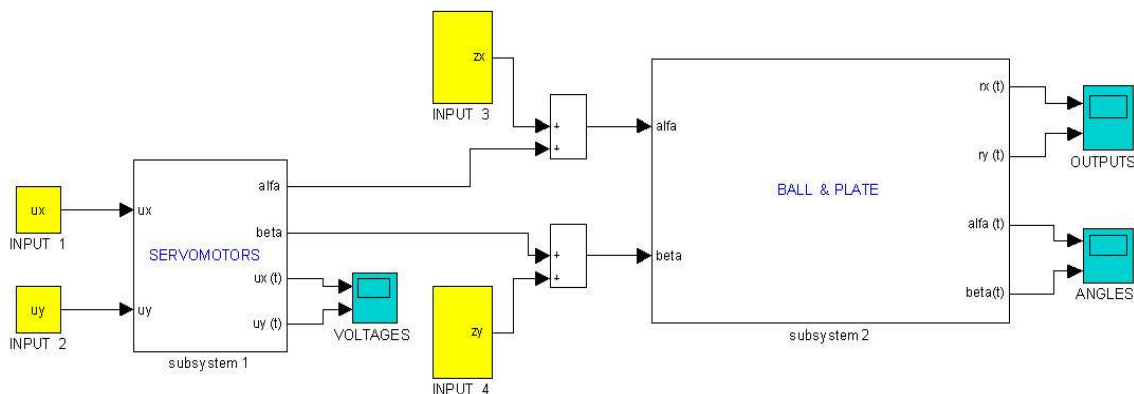 zx
INPUT 3
+
+
alfa
rx (t)
ry (t)
OUTPUTS
BALL & PLATE
alfa
ux
INPUT 1
ux
beta
SERVOMOTORS
ux (t)
uy (t)
VOLTAGES
uy
INPUT 2
uy
subsystem 1
+
+
beta
zy
INPUT 4
alfa (t)
beta(t)
ANGLES
subsystem 2